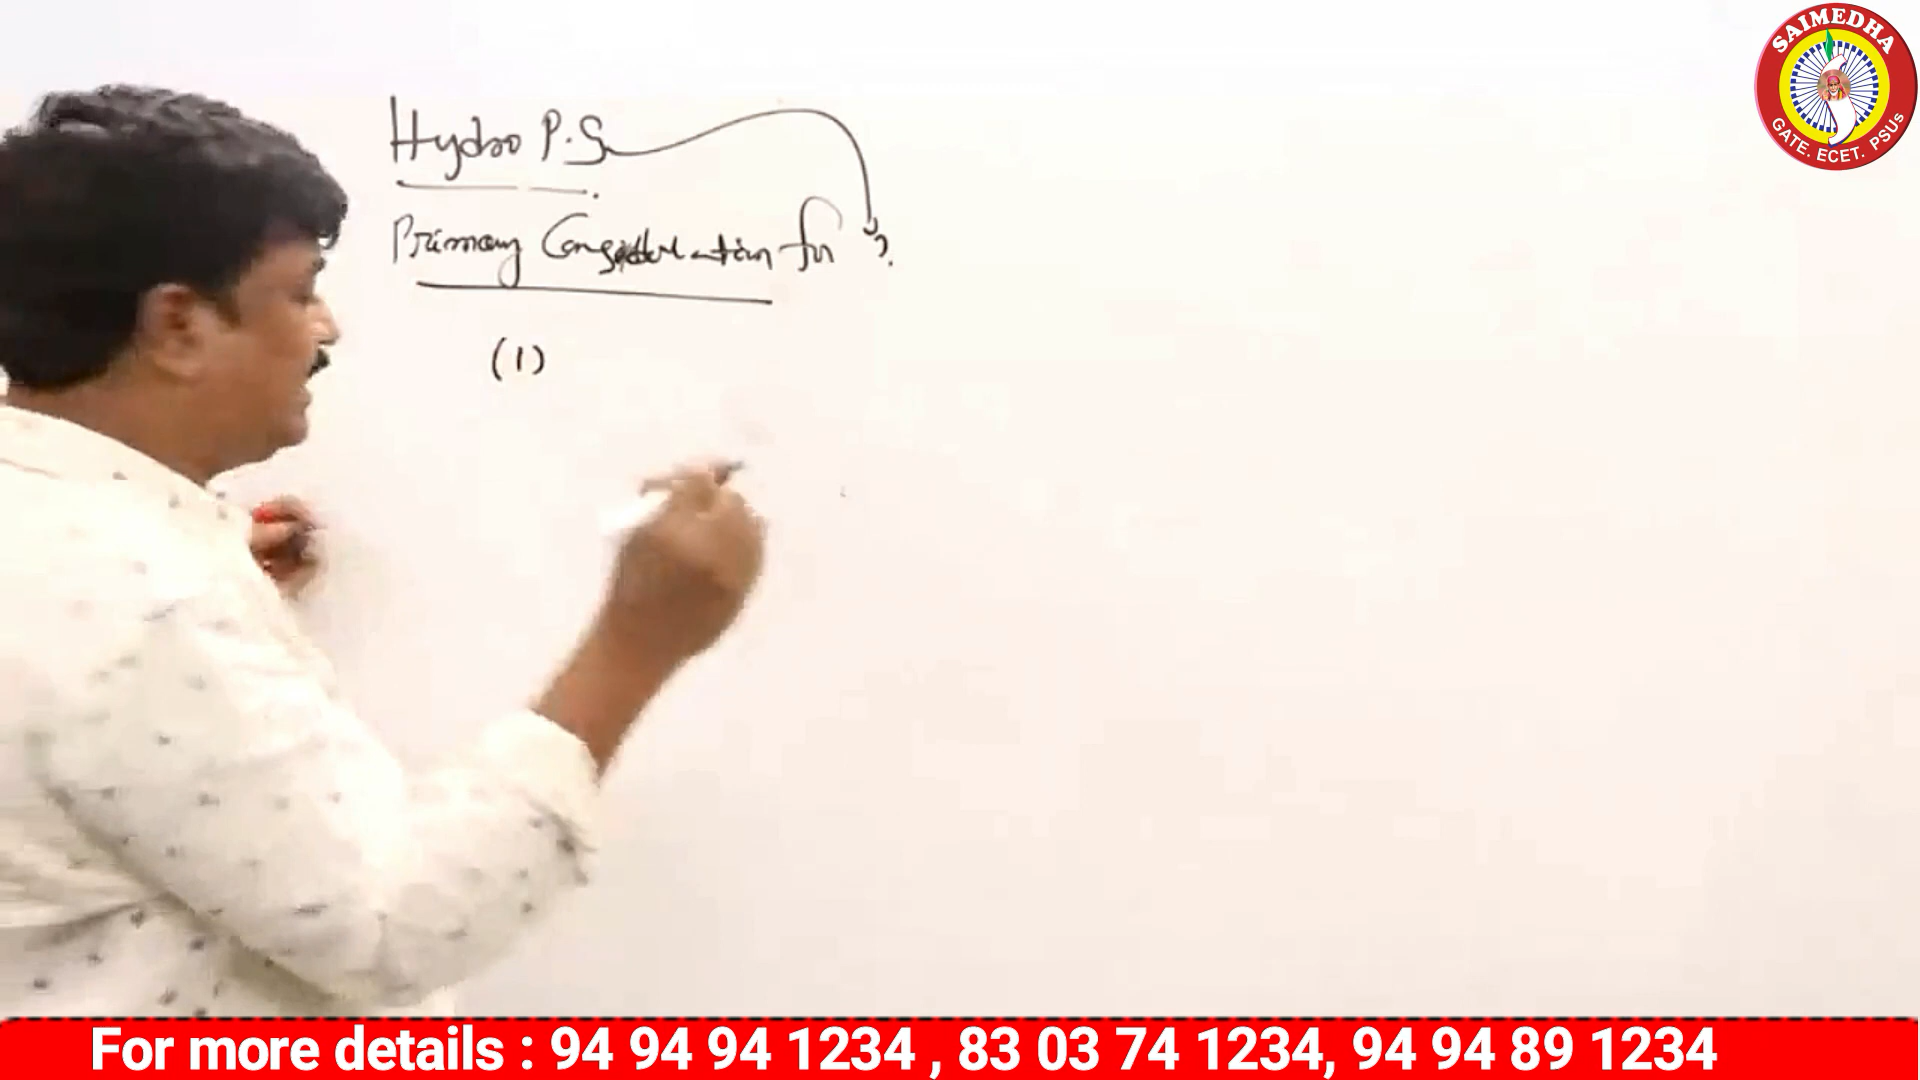 Hydro P.S
Primary Consideration for ?
(1)
SAIMEDHA
GATE. ECET. PSUs
For more details : 94 94 94 1234 , 83 03 74 1234, 94 94 89 1234